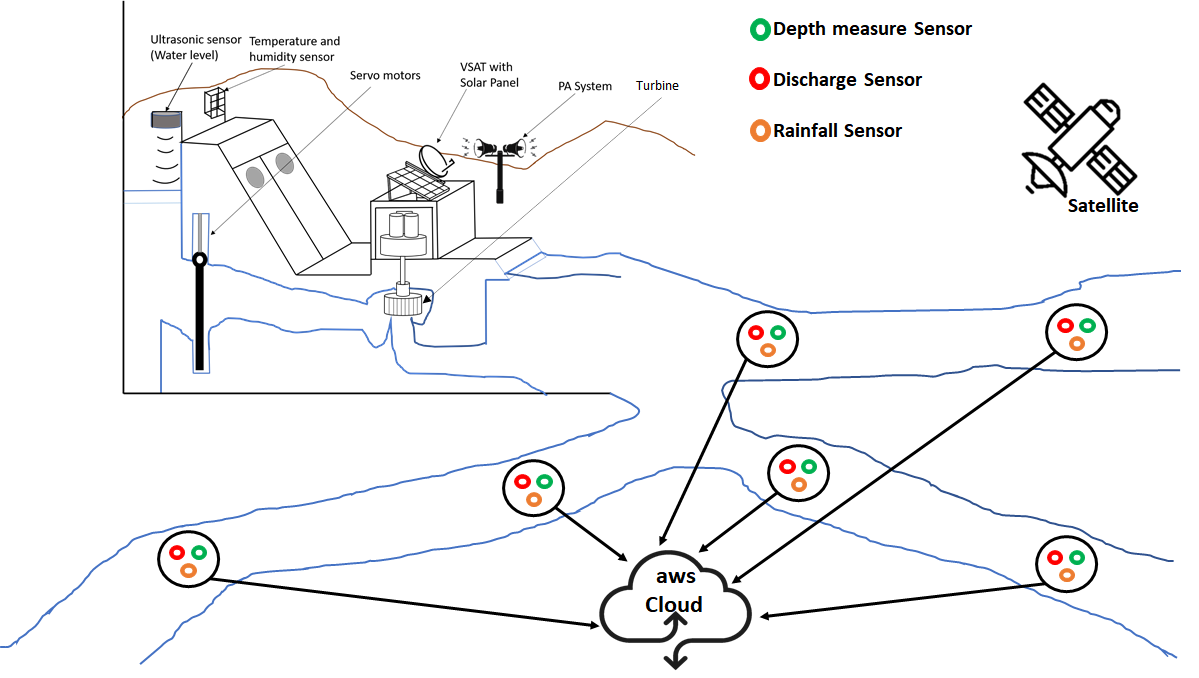 Ultrasonic sensor
(Water level)
Temperature and
humidity sensor
Servo motors
VSAT with
Solar Panel
PA System
Turbine
Depth measure Sensor
Discharge Sensor
Rainfall Sensor
Satellite
aws
Cloud